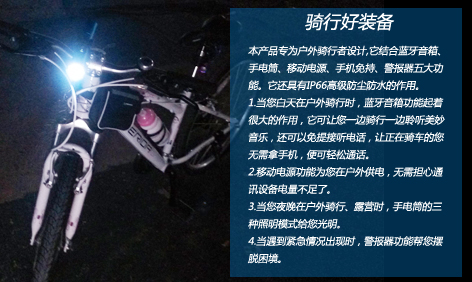 骑行好装备
本产品专为户外骑行者设计,它结合蓝牙音箱、
手电筒、移动电源、手机免持、警报器五大功
能。它还具有IP66高级防尘防水的作用。
1.当您白天在户外骑行时，蓝牙音箱功能起着
很大的作用，它可让您一边骑行一边聆听美妙
音乐，还可以免提接听电话，让正在骑车的您
无需拿手机，便可轻松通话。
2.移动电源功能为您在户外供电，无需担心通
讯设备电量不足了。
3.当您夜晚在户外骑行、露营时，手电筒的三
种照明模式给您光明。
4.当遇到紧急情况出现时，警报器功能帮您摆
脱困境。